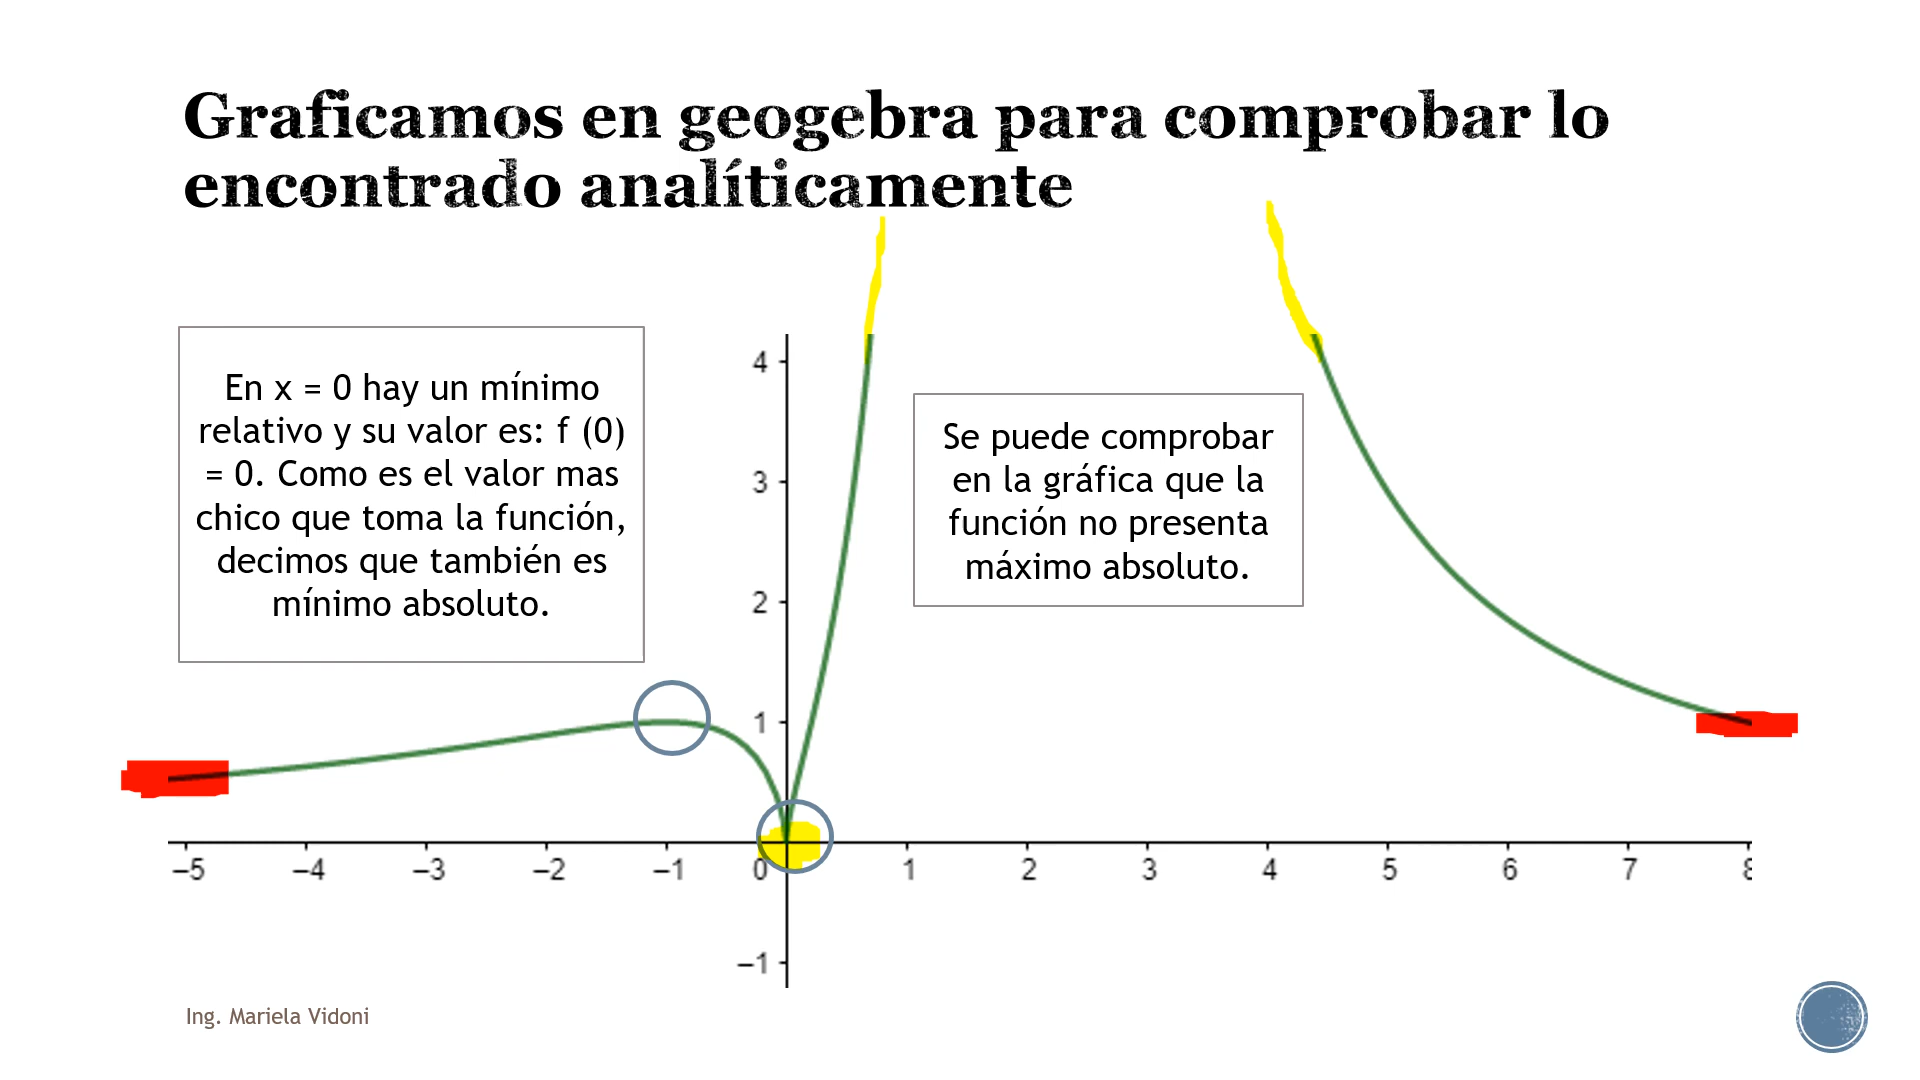 Graficamos en geogebra para comprobar lo
encontrado analíticamente
En x = 0 hay un mínimo
relativo y su valor es: f (0)
= 0. Como es el valor mas
chico que toma la función,
decimos que también es
mínimo absoluto.
Se puede comprobar
en la gráfica que la
función no presenta
máximo absoluto.
4
3
2
1
−5 −4 −3 −2 −1 0 1 2 3 4 5 6 7 8
−1
Ing. Mariela Vidoni